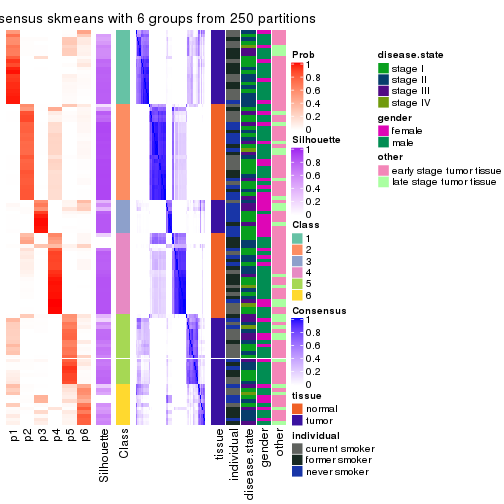 sensus skmeans with 6 groups from 250 partitions
Prob
1
0.8
0.6
0.4
0.2
0
Silhouette
1
0.8
0.6
0.4
0.2
0
Class
1
2
3
4
5
6
Consensus
1
0.8
0.6
0.4
0.2
0
tissue
normal
tumor
individual
current smoker
former smoker
never smoker
disease.state
stage I
stage II
stage III
stage IV
gender
female
male
other
early stage tumor tissue
late stage tumor tissue
p1
p2
p3
p4
p5
p6
Silhouette
Class
tissue
individual
disease.state
gender
other